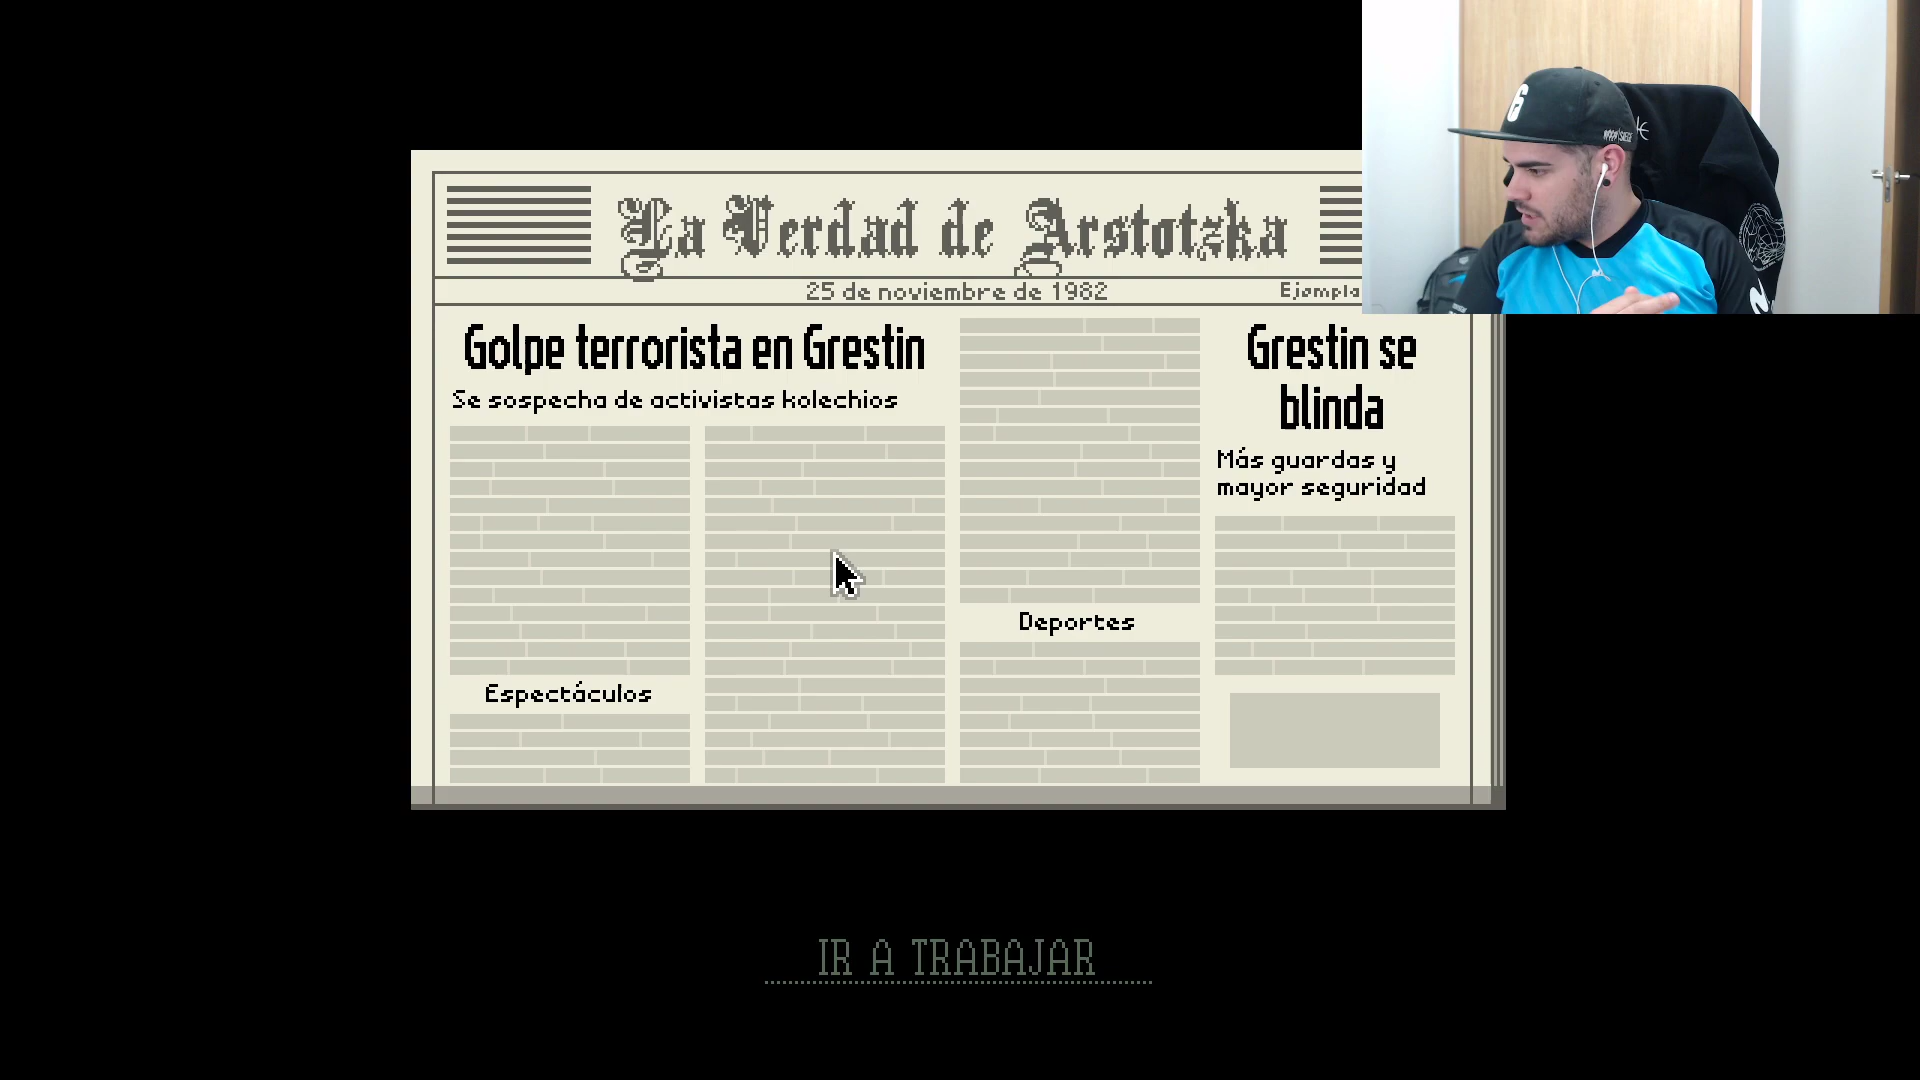 La Verdad de Arstotzka
25 de noviembre de 1982
Golpe terrorista en Grestin
Se sospecha de activistas kolechios
Espectáculos
Deportes
Grestin se
blinda
Más guardas y
mayor seguridad
IR A TRABAJAR